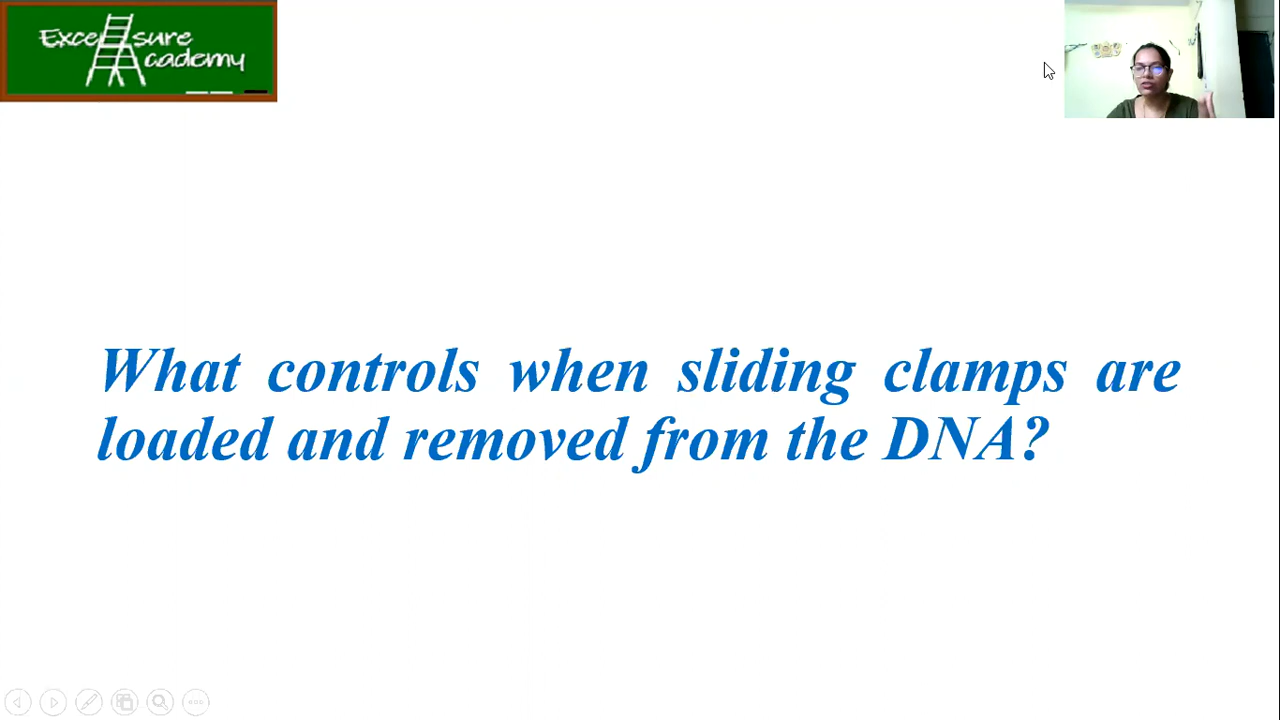 Excelsure
Academy
What controls when sliding clamps are
loaded and removed from the DNA?